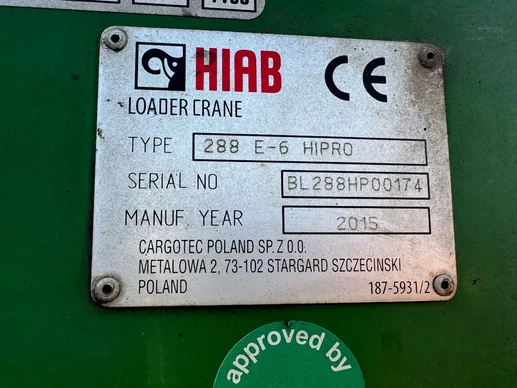 HIAB CE
LOADER CRANE
TYPE 288 E-6 HIPRO
SERIAL NO BL288HP00174
MANUF. YEAR 2015
CARGOTEC POLAND SP. Z O.O.
METALOWA 2, 73-102 STARGARD SZCZECINSKI
POLAND 187-5931/2
approved by